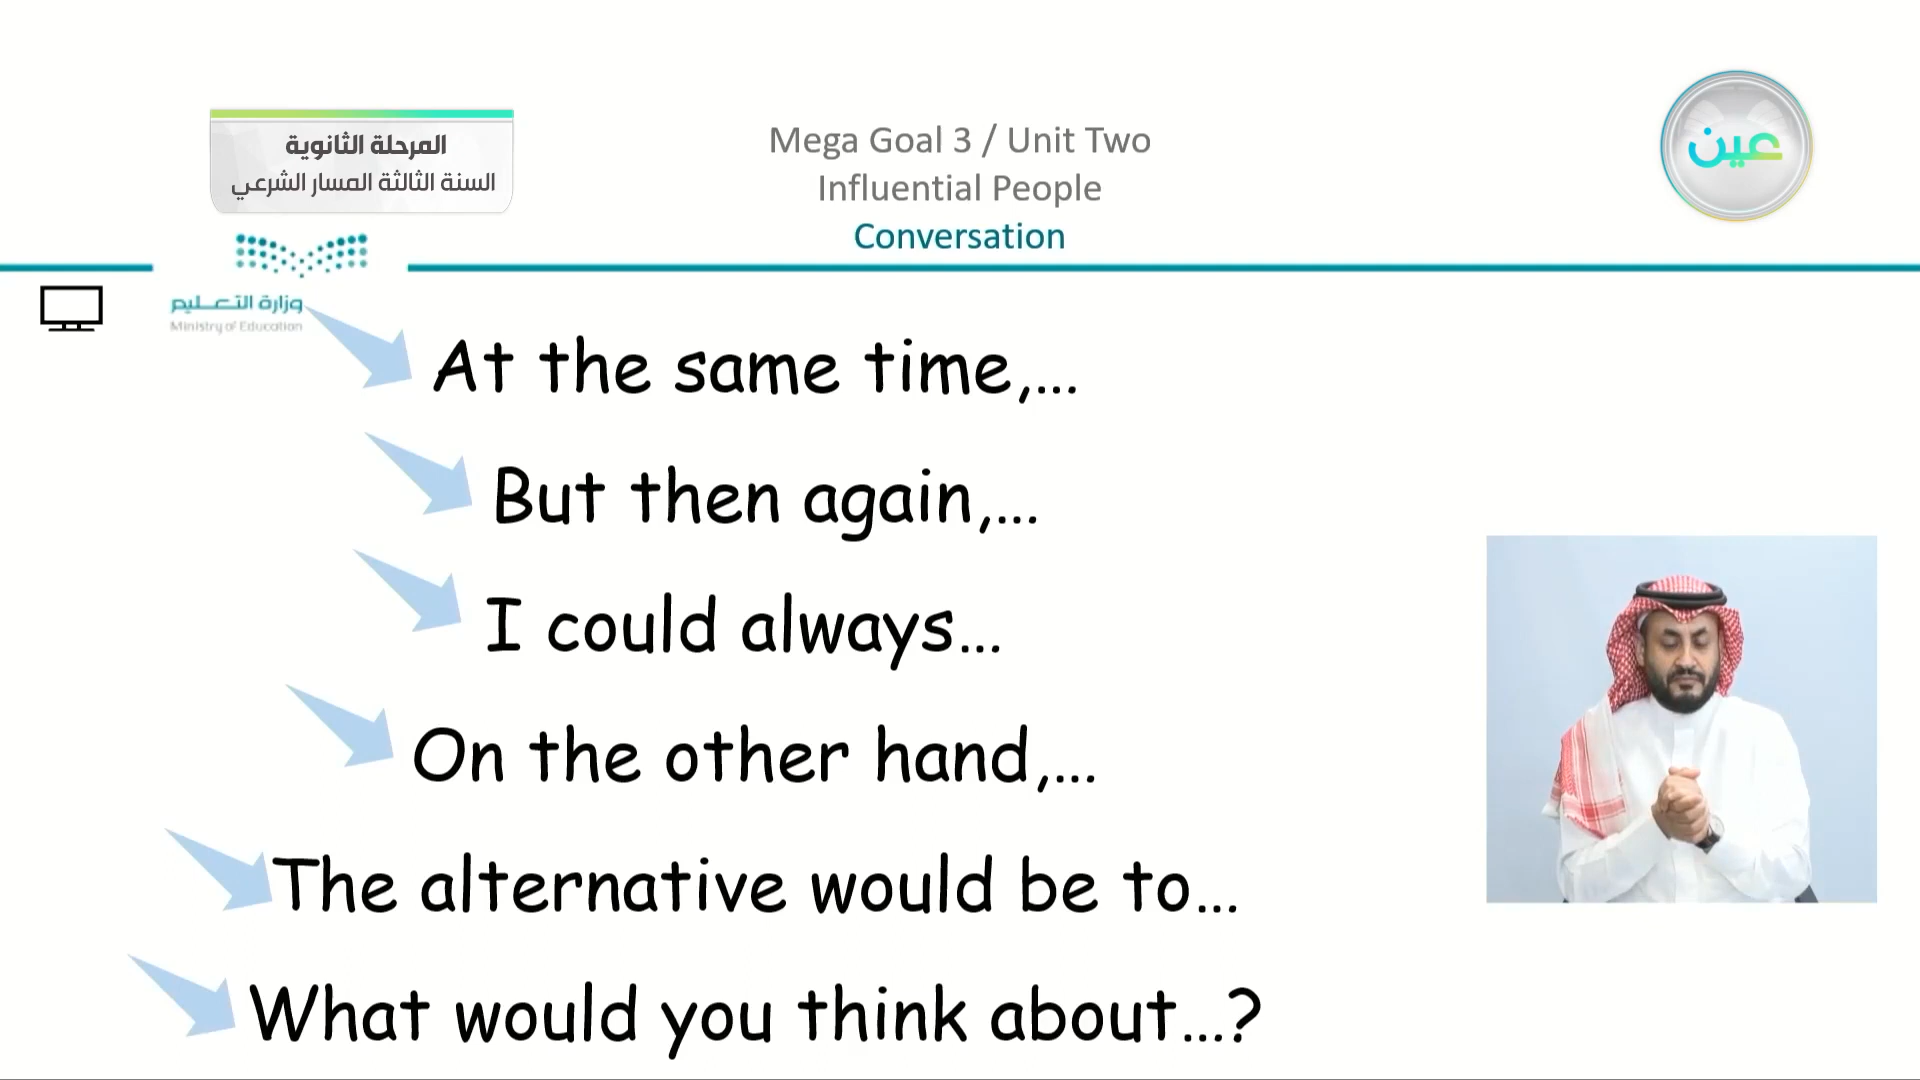 المرحلة الثانوية
السنة الثالثة المسار الشرعي
Mega Goal 3 / Unit Two
Influential People
Conversation
عين
وزارة التعليم
Ministry of Education
At the same time,...
But then again,...
I could always...
On the other hand,...
The alternative would be to...
What would you think about...?